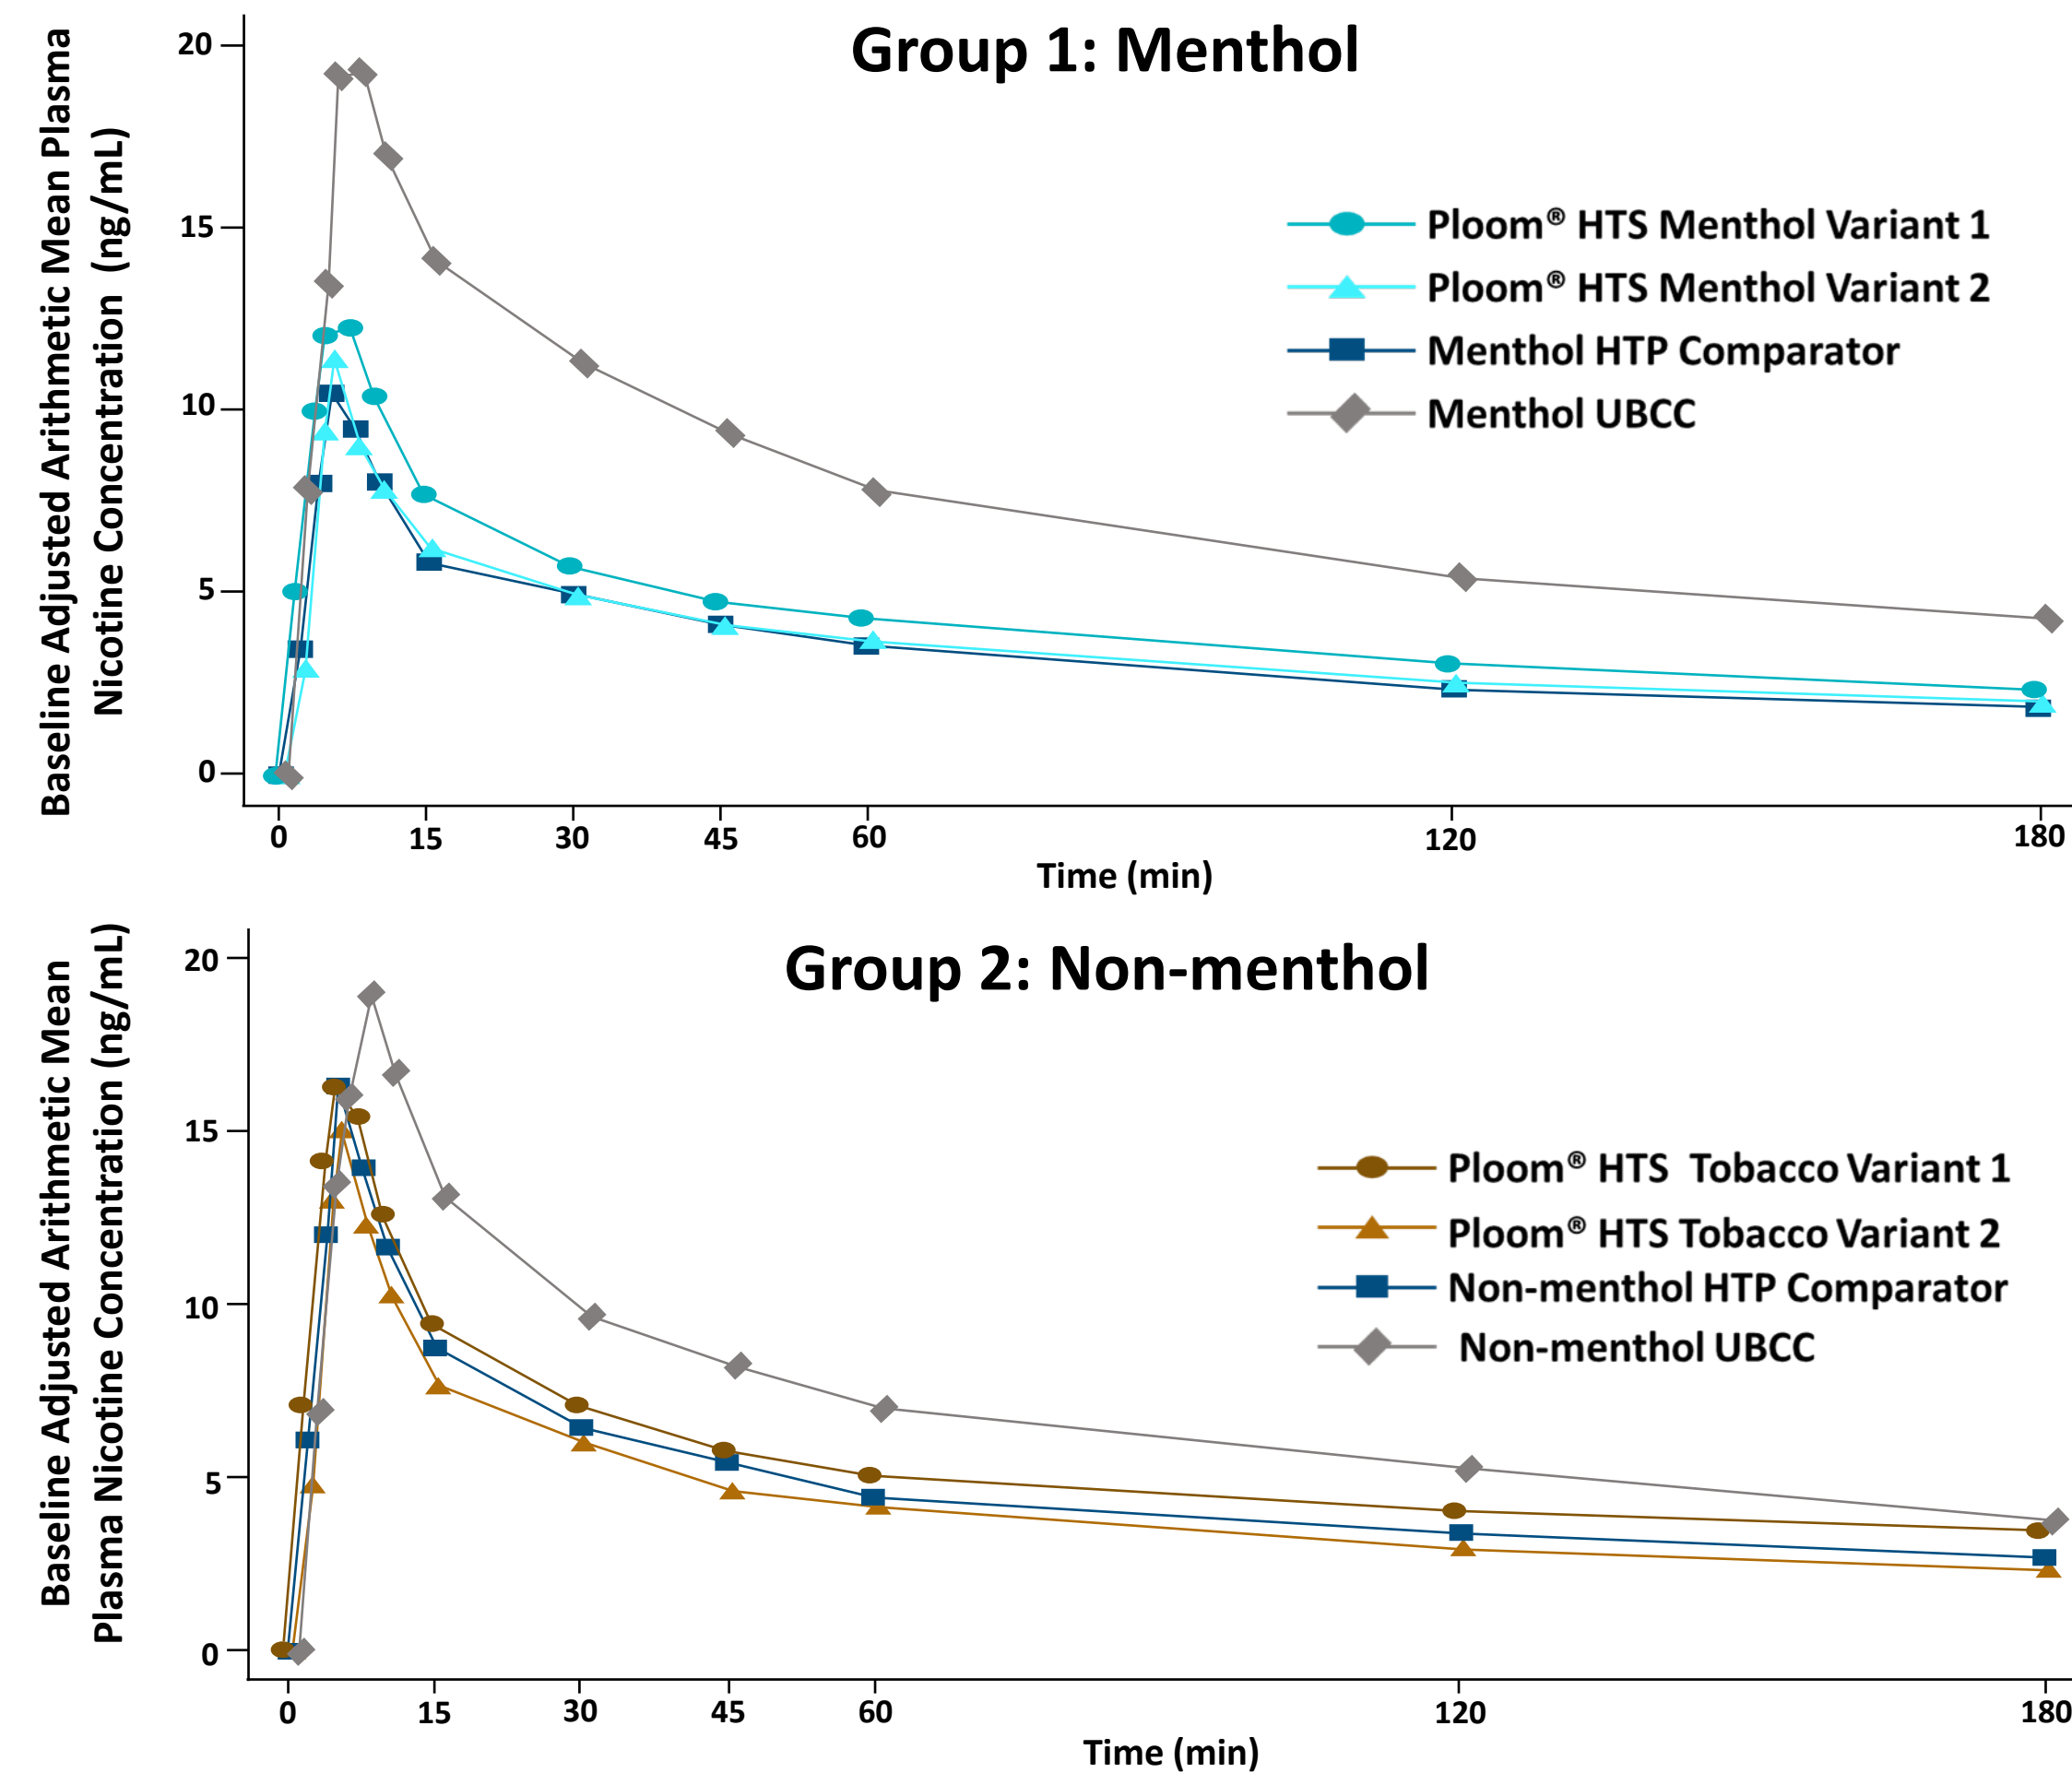 Group 1: Menthol
Baseline Adjusted Arithmetic Mean Plasma
Nicotine Concentration (ng/mL)
20
15
10
5
0
Ploom® HTS Menthol Variant 1
Ploom® HTS Menthol Variant 2
Menthol HTP Comparator
Menthol UBCC
0 15 30 45 60 120 180
Time (min)
Group 2: Non-menthol
Baseline Adjusted Arithmetic Mean
Plasma Nicotine Concentration (ng/mL)
20
15
10
5
0
Ploom® HTS Tobacco Variant 1
Ploom® HTS Tobacco Variant 2
Non-menthol HTP Comparator
Non-menthol UBCC
0 15 30 45 60 120 180
Time (min)